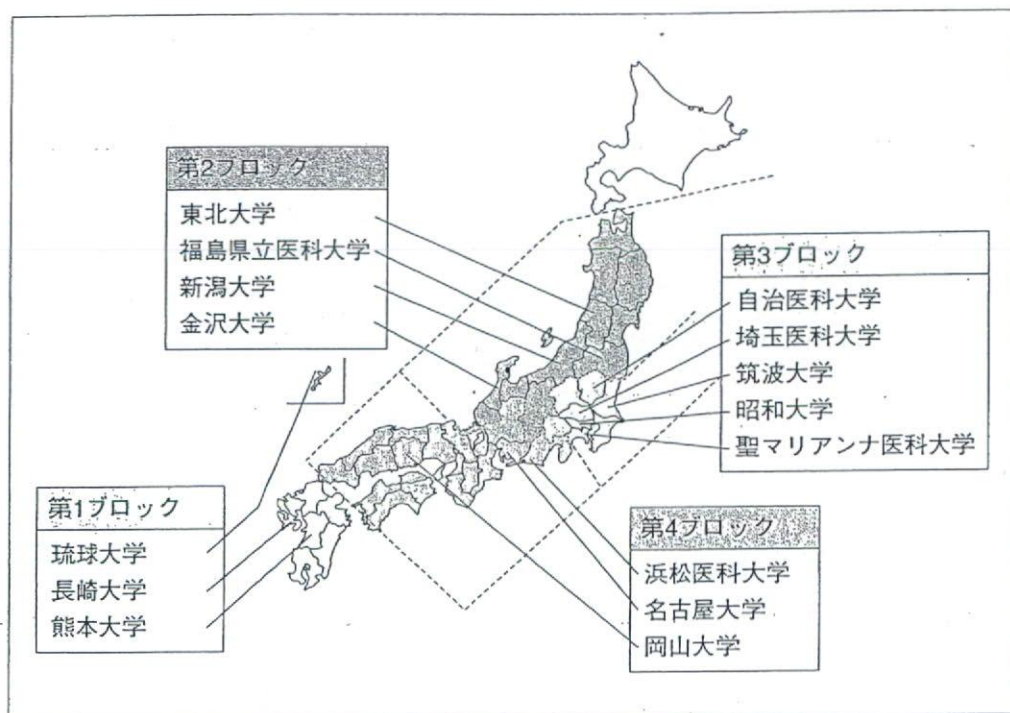 第2ブロック
東北大学
福島県立医科大学
新潟大学
金沢大学
第3ブロック
自治医科大学
埼玉医科大学
筑波大学
昭和大学
聖マリアンナ医科大学
第1ブロック
琉球大学
長崎大学
熊本大学
第4ブロック
浜松医科大学
名古屋大学
岡山大学